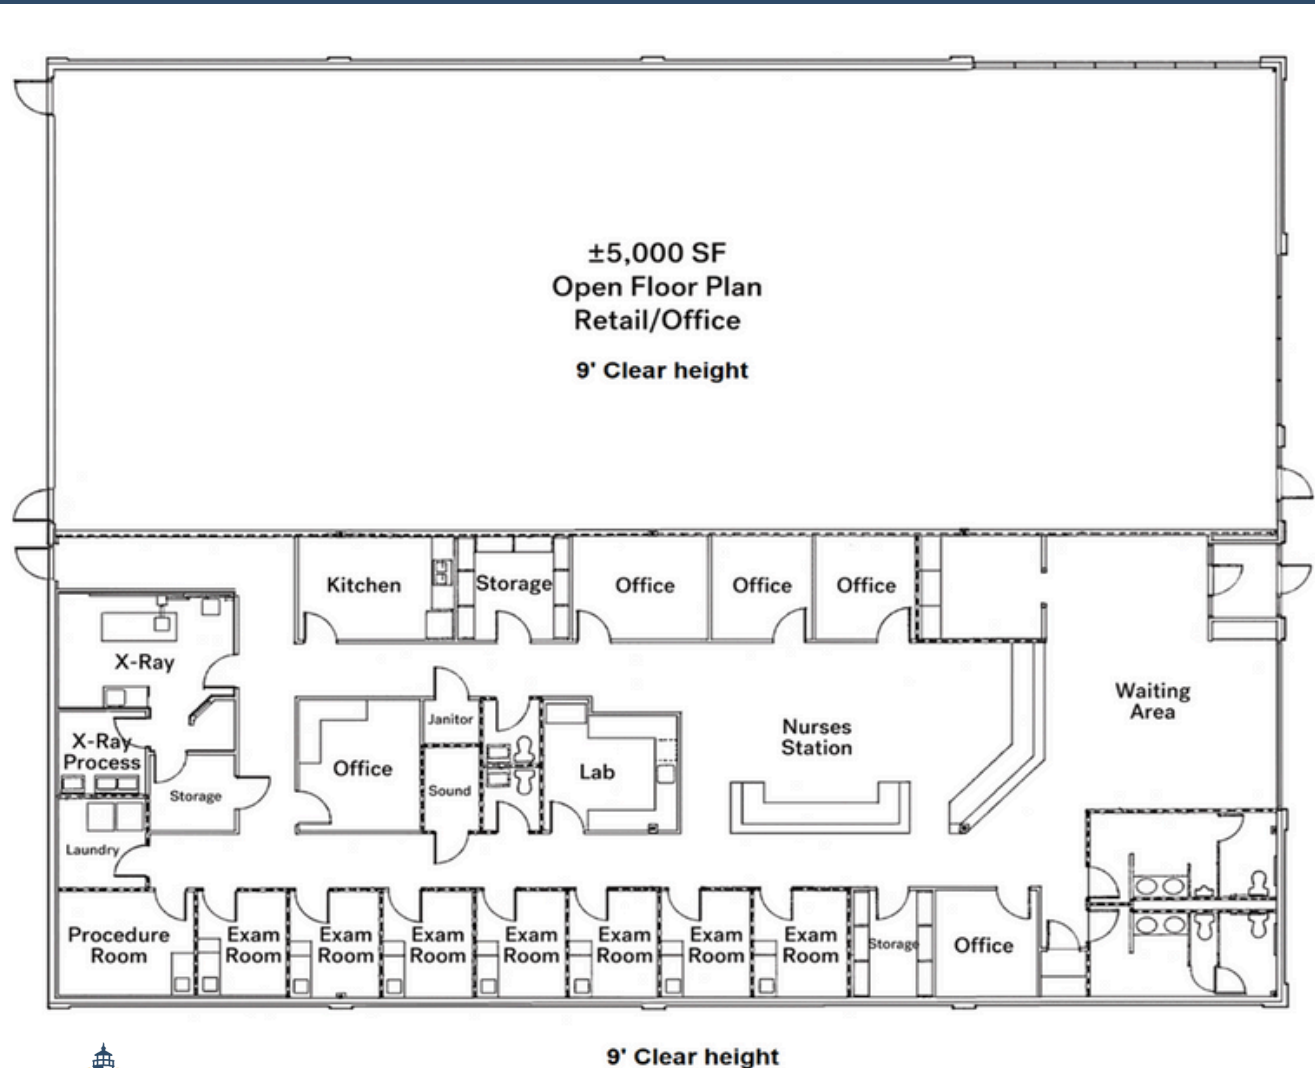 ±5,000 SF
Open Floor Plan
Retail/Office
9' Clear height
Kitchen
Storage
Office
Office
Office
X-Ray
Waiting
Area
Janitor
Nurses
Station
X-Ray
Process
Office
Lab
Sound
Storage
Laundry
Procedure
Room
Exam
Room
Exam
Room
Exam
Room
Exam
Room
Exam
Room
Exam
Room
Exam
Room
Storage
Office
9' Clear height